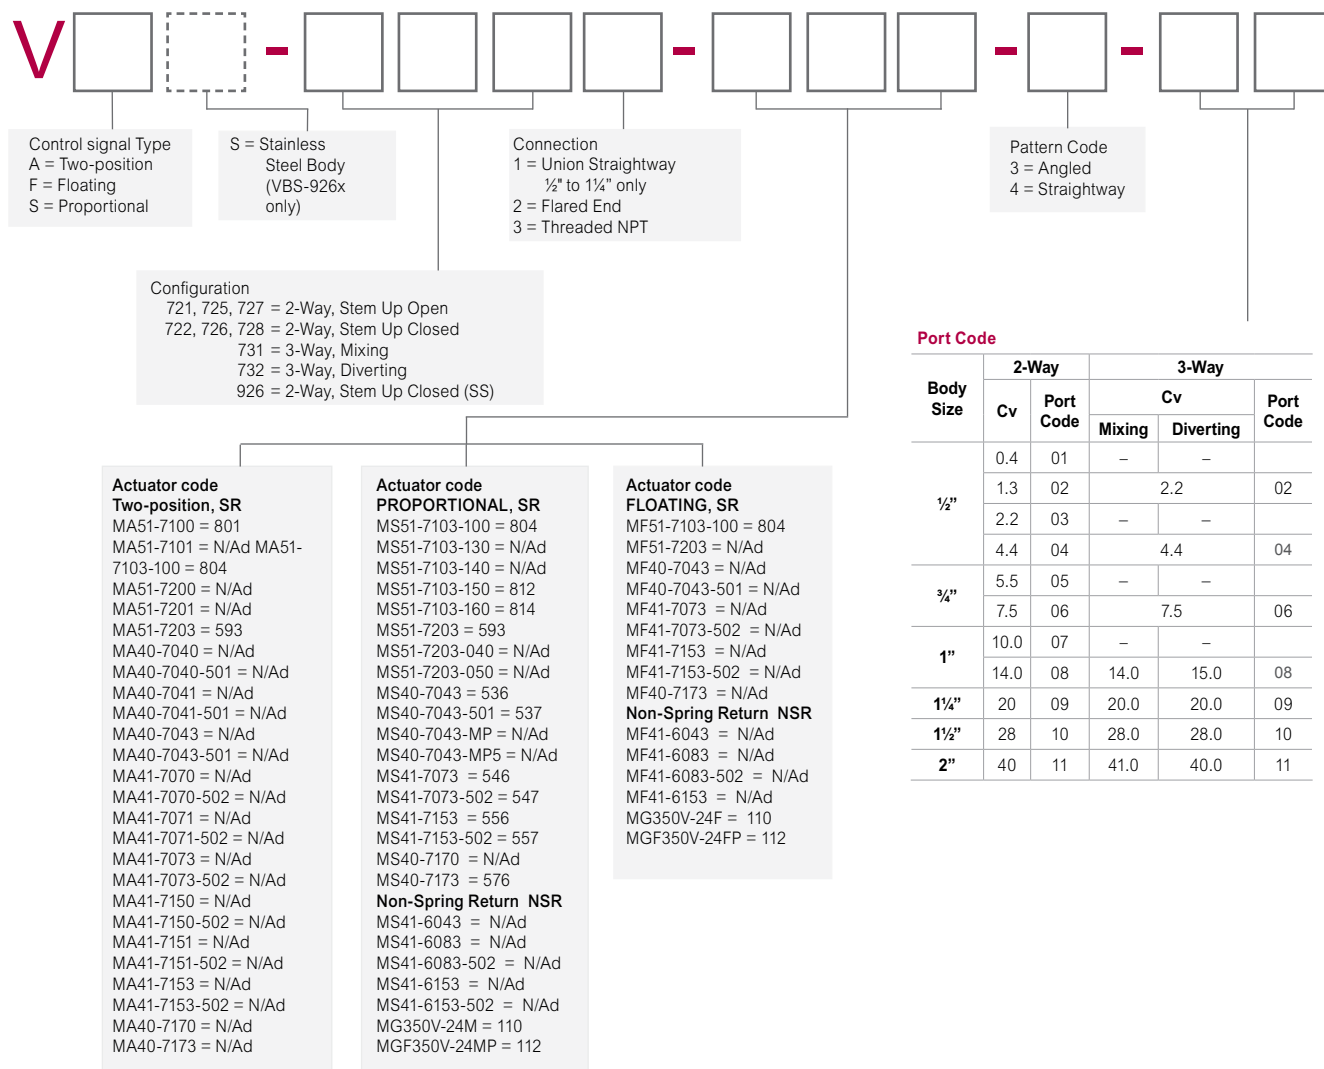 V - - - -
Control signal Type
A = Two-position
F = Floating
S = Proportional
S = Stainless
Steel Body
(VBS-926x
only)
Connection
1 = Union Straightway
½" to 1¼” only
2 = Flared End
3 = Threaded NPT
Pattern Code
3 = Angled
4 = Straightway
Configuration
721, 725, 727 = 2-Way, Stem Up Open
722, 726, 728 = 2-Way, Stem Up Closed
731 = 3-Way, Mixing
732 = 3-Way, Diverting
926 = 2-Way, Stem Up Closed (SS)
Actuator code
Two-position, SR
MA51-7100 = 801
MA51-7101 = N/Ad MA51-
7103-100 = 804
MA51-7200 = N/Ad
MA51-7201 = N/Ad
MA51-7203 = 593
MA40-7040 = N/Ad
MA40-7040-501 = N/Ad
MA40-7041 = N/Ad
MA40-7041-501 = N/Ad
MA40-7043 = N/Ad
MA40-7043-501 = N/Ad
MA41-7070 = N/Ad
MA41-7070-502 = N/Ad
MA41-7071 = N/Ad
MA41-7071-502 = N/Ad
MA41-7073 = N/Ad
MA41-7073-502 = N/Ad
MA41-7150 = N/Ad
MA41-7150-502 = N/Ad
MA41-7151 = N/Ad
MA41-7151-502 = N/Ad
MA41-7153 = N/Ad
MA41-7153-502 = N/Ad
MA40-7170 = N/Ad
MA40-7173 = N/Ad
Actuator code
PROPORTIONAL, SR
MS51-7103-100 = 804
MS51-7103-130 = N/Ad
MS51-7103-140 = N/Ad
MS51-7103-150 = 812
MS51-7103-160 = 814
MS51-7203 = 593
MS51-7203-040 = N/Ad
MS51-7203-050 = N/Ad
MS40-7043 = 536
MS40-7043-501 = 537
MS40-7043-MP = N/Ad
MS40-7043-MP5 = N/Ad
MS41-7073 = 546
MS41-7073-502 = 547
MS41-7153 = 556
MS41-7153-502 = 557
MS40-7170 = N/Ad
MS40-7173 = 576
Non-Spring Return NSR
MS41-6043 = N/Ad
MS41-6083 = N/Ad
MS41-6083-502 = N/Ad
MS41-6153 = N/Ad
MS41-6153-502 = N/Ad
MG350V-24M = 110
MGF350V-24MP = 112
Actuator code
FLOATING, SR
MF51-7103-100 = 804
MF51-7203 = N/Ad
MF40-7043 = N/Ad
MF40-7043-501 = N/Ad
MF41-7073 = N/Ad
MF41-7073-502 = N/Ad
MF41-7153 = N/Ad
MF41-7153-502 = N/Ad
MF40-7173 = N/Ad
Non-Spring Return NSR
MF41-6043 = N/Ad
MF41-6083 = N/Ad
MF41-6083-502 = N/Ad
MF41-6153 = N/Ad
MG350V-24F = 110
MGF350V-24FP = 112
Port Code
Body Size 2-Way 3-Way
Cv Port Code Cv Port Code
Mixing Diverting
½” 0.4 01 – –
1.3 02 2.2 02
2.2 03 – –
4.4 04 4.4 04
¾” 5.5 05 – –
7.5 06 7.5 06
1” 10.0 07 – –
14.0 08 14.0 15.0 08
1¼” 20 09 20.0 20.0 09
1½” 28 10 28.0 28.0 10
2” 40 11 41.0 40.0 11